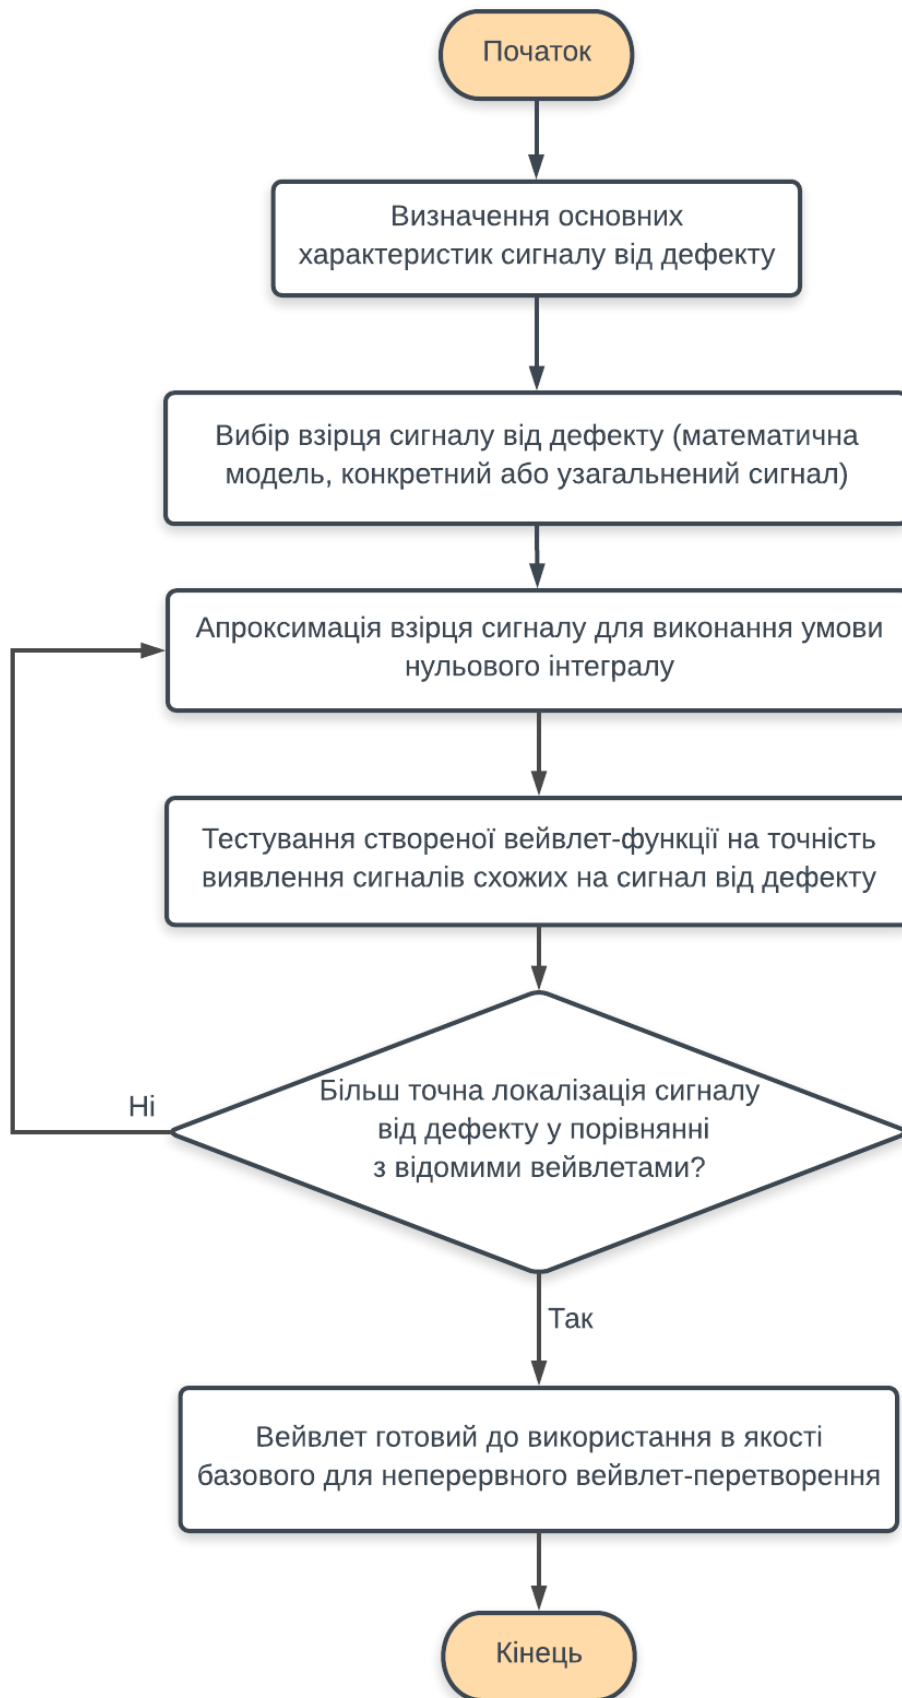 Початок
Визначення основних
характеристик сигналу від дефекту
Вибір взірця сигналу від дефекту (математична
модель, конкретний або узагальнений сигнал)
Апроксимація взірця сигналу для виконання умови
нульового інтегралу
Тестування створеної вейвлет-функції на точність
виявлення сигналів схожих на сигнал від дефекту
Більш точна локалізація сигналу
від дефекту у порівнянні
з відомими вейвлетами?
Ні
Так
Вейвлет готовий до використання в якості
базового для неперервного вейвлет-перетворення
Кінець